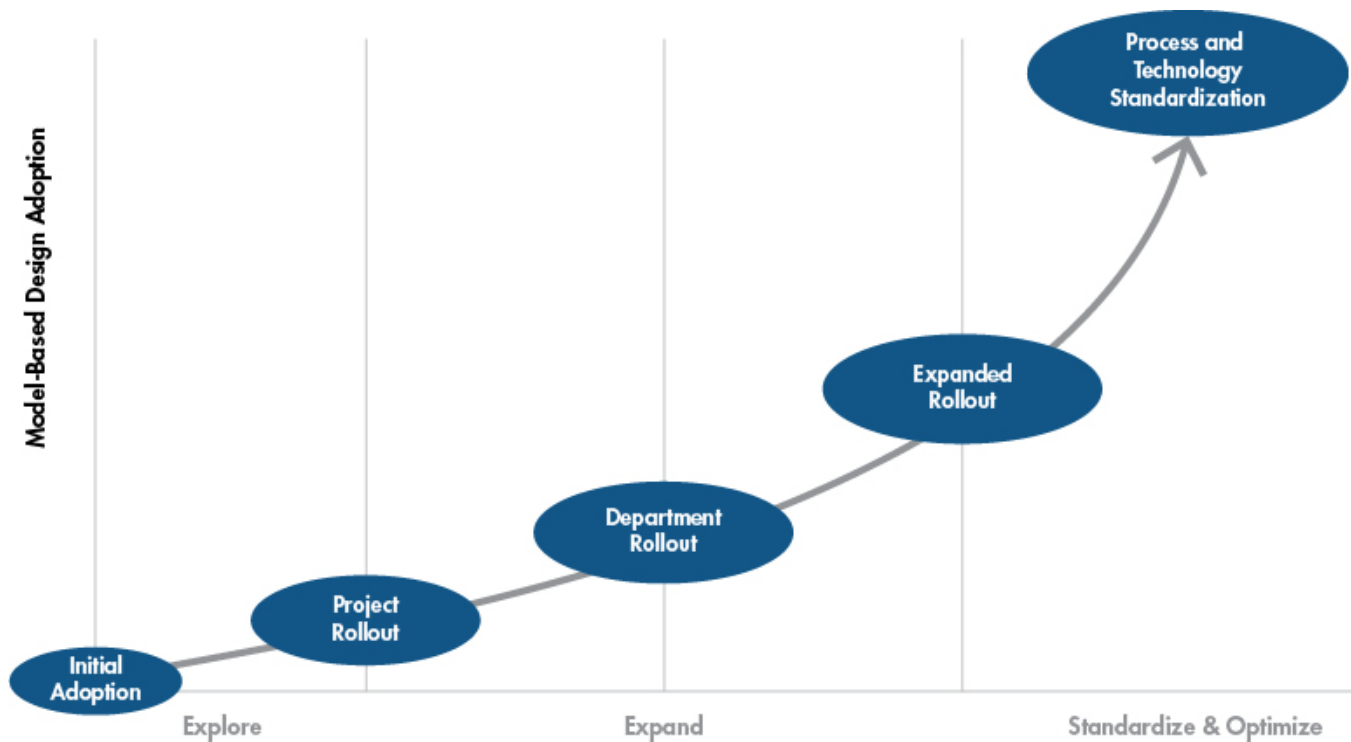 Process and
Technology
Standardization
Model-Based Design Adoption
Expanded
Rollout
Department
Rollout
Project
Rollout
Initial
Adoption
Explore
Expand
Standardize & Optimize